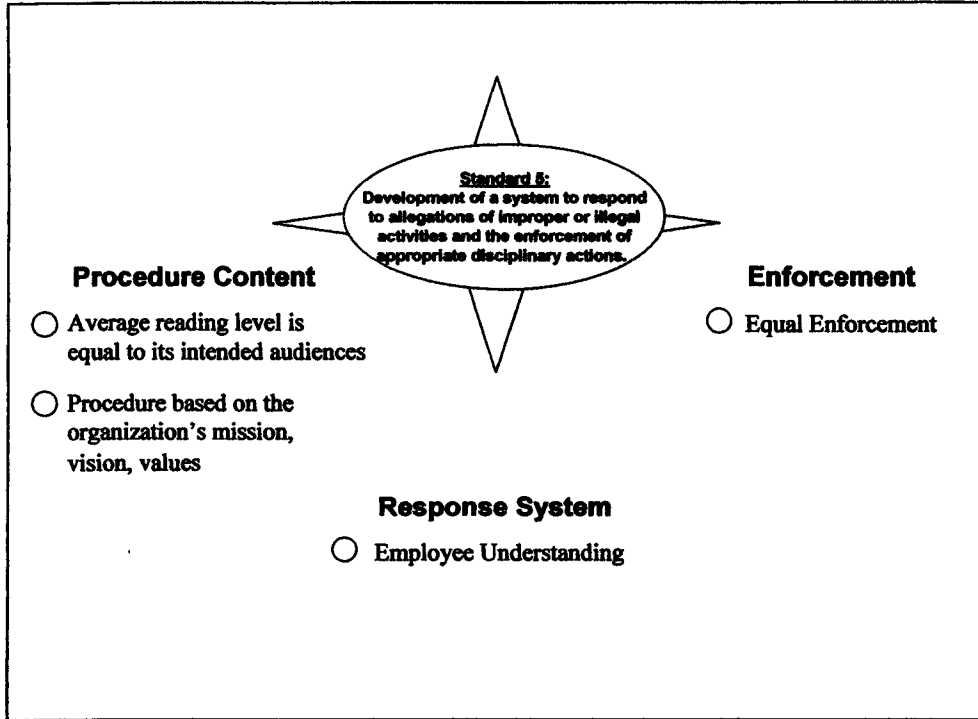 Standard 5:
Development of a system to respond
to allegations of improper or illegal
activities and the enforcement of
appropriate disciplinary actions.
Procedure Content
Average reading level is
equal to its intended audiences
Procedure based on the
organization's mission,
vision, values
Enforcement
Equal Enforcement
Response System
Employee Understanding